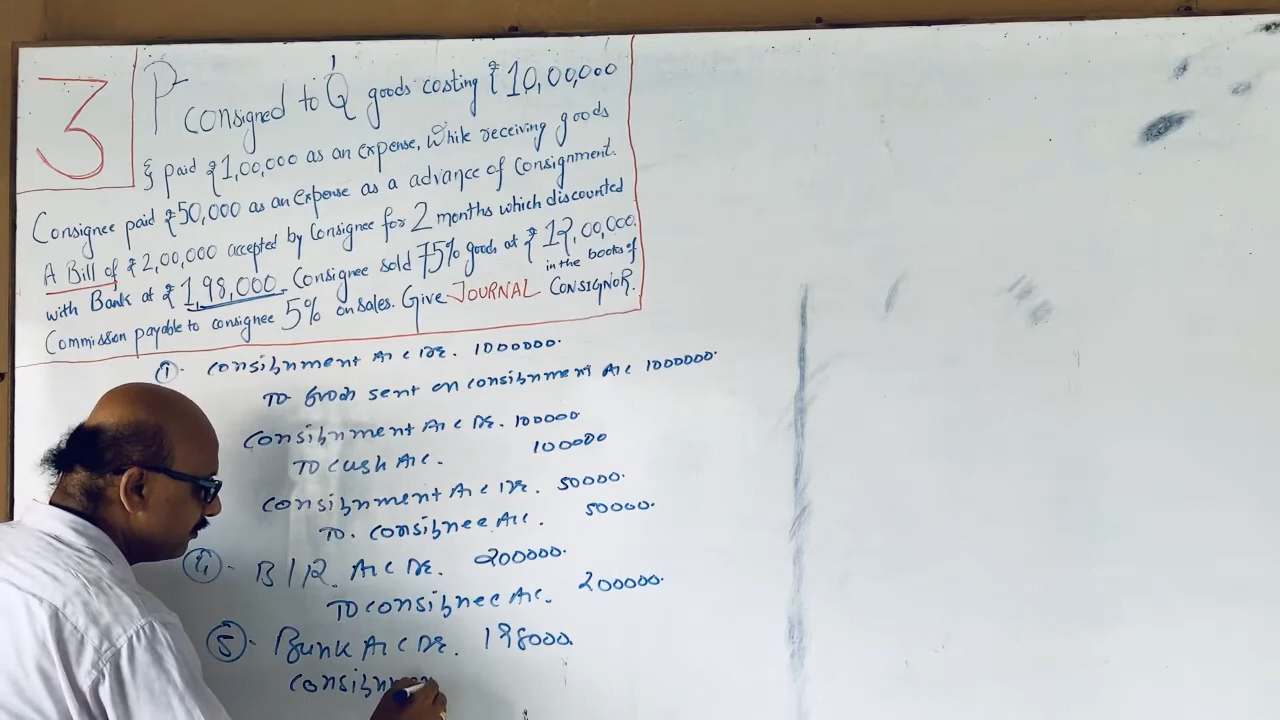 3
P consigned to Q goods costing ₹10,00,000
& paid ₹1,00,000 as an expense, While receiving goods
Consignee paid ₹50,000 as an expense as a advance of consignment.
A Bill of ₹2,00,000 accepted by Consignee for 2 months which discounted
with Bank at ₹1,98,000. Consignee sold 75% goods at ₹12,00,000.
Commission payable to consignee 5% on sales. Give JOURNAL in the books of CONSIGNOR.
① Consignment A/c Dr. 1000000.
To Goods sent on consignment A/c 1000000.
Consignment A/c Dr. 100000.
To Cash A/c. 100000
Consignment A/c Dr. 50000.
To. Consignee A/c. 50000.
④. B/R. A/c Dr. 200000.
To Consignee A/c. 200000.
⑤. Bank A/c Dr. 198000.